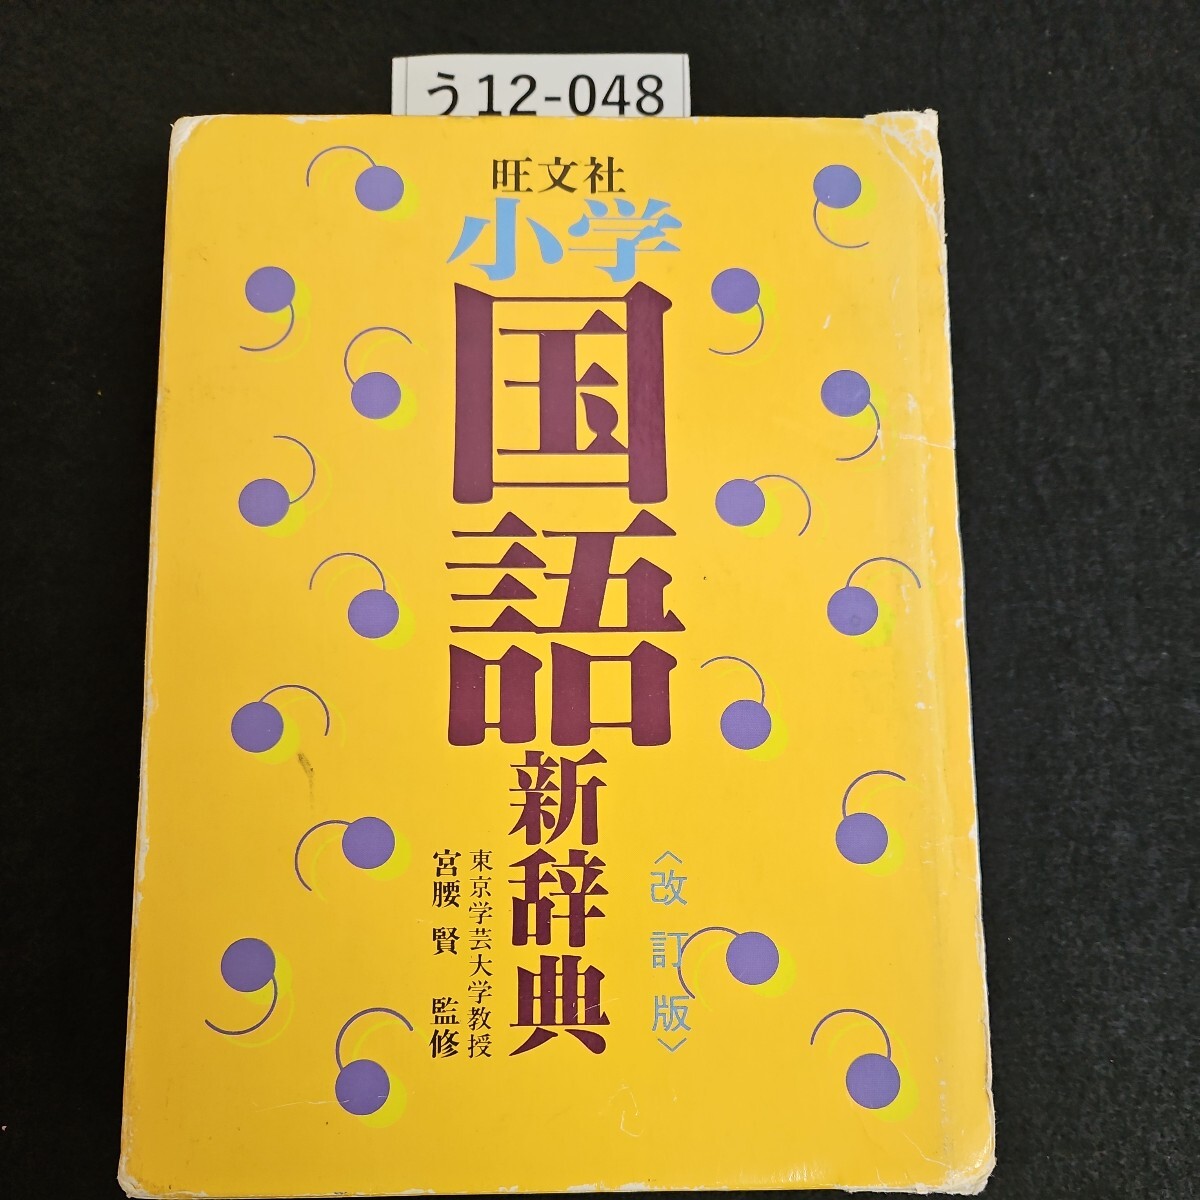 う12-048
旺文社
小学
国語
新辞典
〈改訂版〉
東京学芸大学教授
宮腰 賢 監修